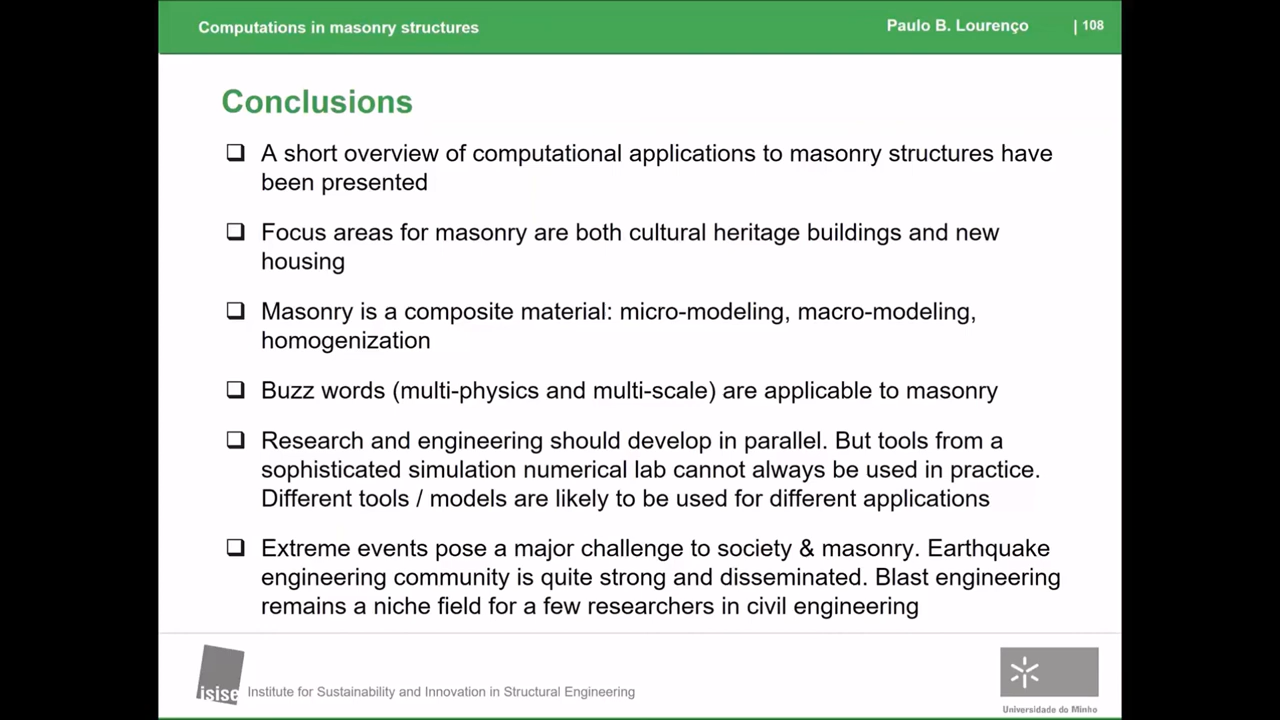 Computations in masonry structures
Paulo B. Lourenço
| 108
Conclusions
A short overview of computational applications to masonry structures have
been presented
Focus areas for masonry are both cultural heritage buildings and new
housing
Masonry is a composite material: micro-modeling, macro-modeling,
homogenization
Buzz words (multi-physics and multi-scale) are applicable to masonry
Research and engineering should develop in parallel. But tools from a
sophisticated simulation numerical lab cannot always be used in practice.
Different tools / models are likely to be used for different applications
Extreme events pose a major challenge to society & masonry. Earthquake
engineering community is quite strong and disseminated. Blast engineering
remains a niche field for a few researchers in civil engineering
isise
Institute for Sustainability and Innovation in Structural Engineering
Universidade do Minho